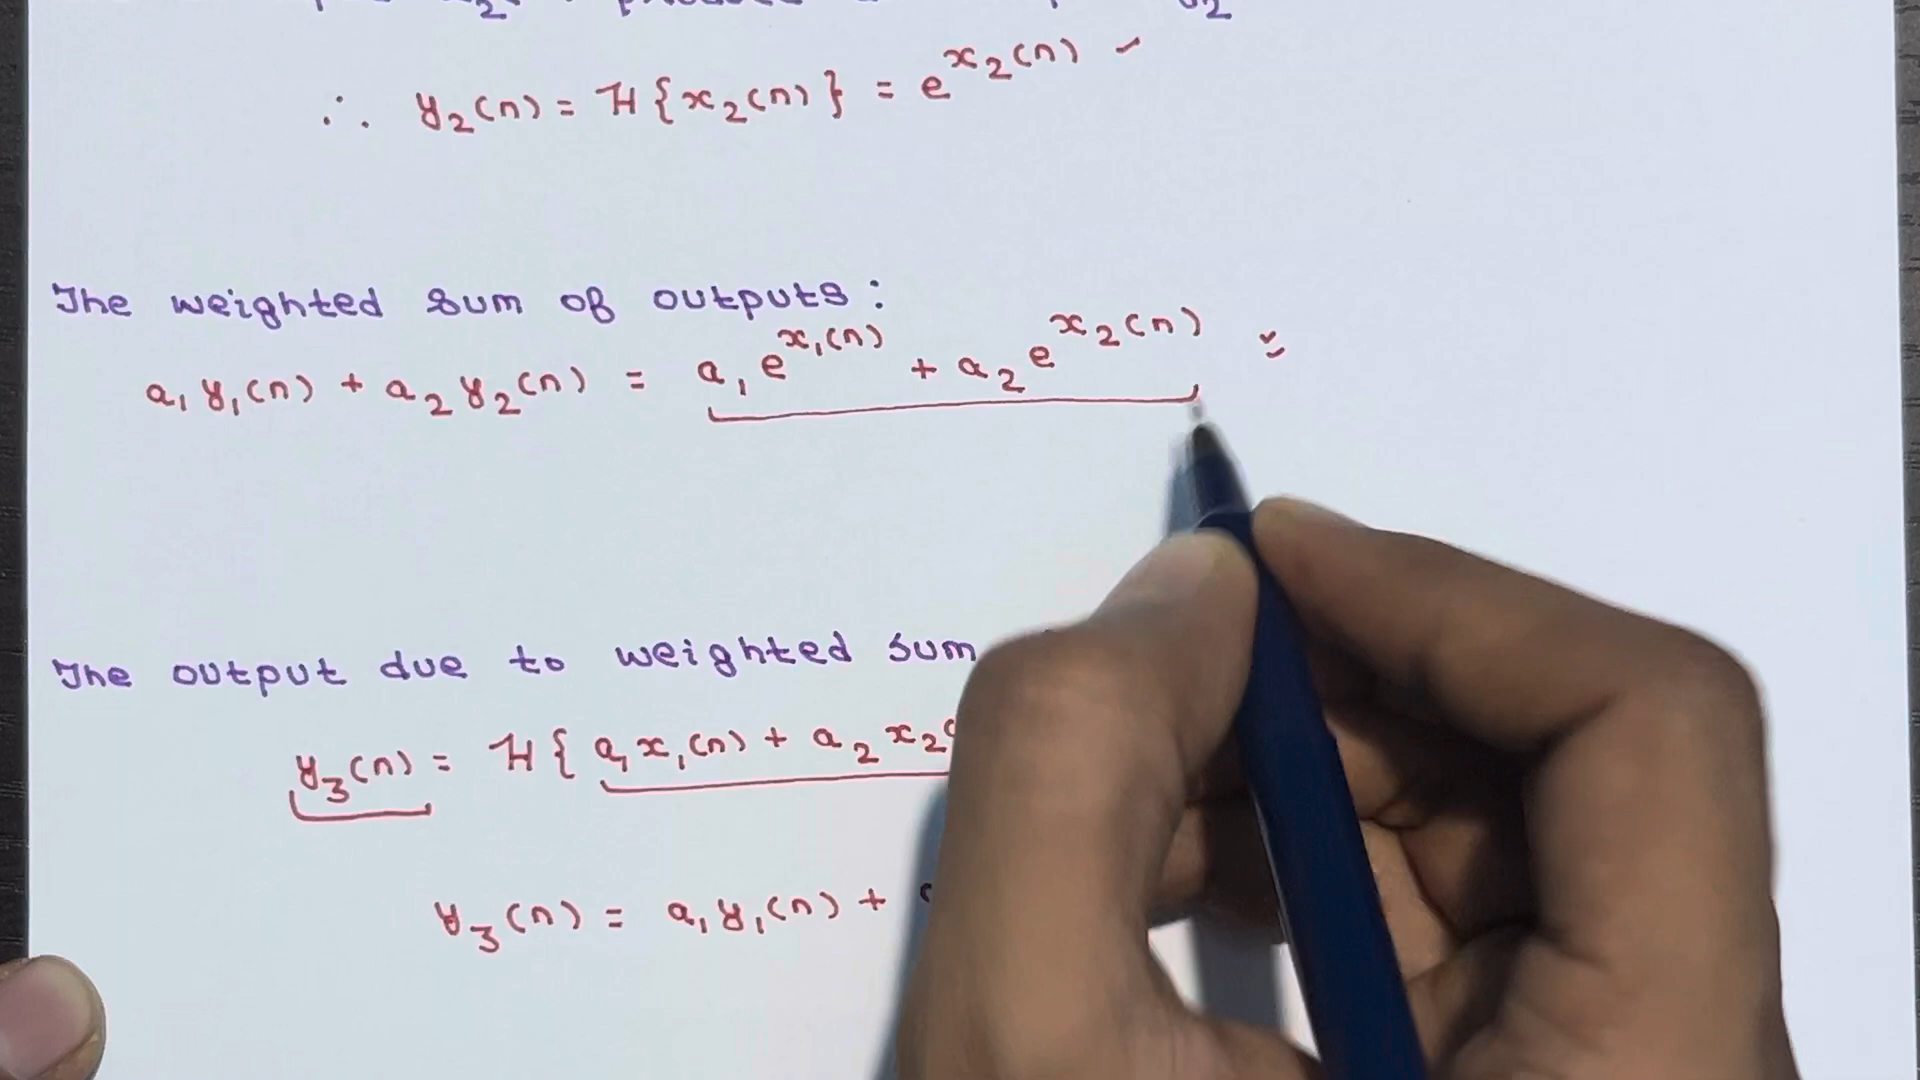 ∴ y₂(n) = H{x₂(n)} = e^x₂(n)
The weighted sum of outputs:
a₁y₁(n) + a₂y₂(n) = a₁e^x₁(n) + a₂e^x₂(n)
The output due to weighted sum
y₃(n) = H{a₁x₁(n) + a₂x₂(
y₃(n) = a₁y₁(n) +